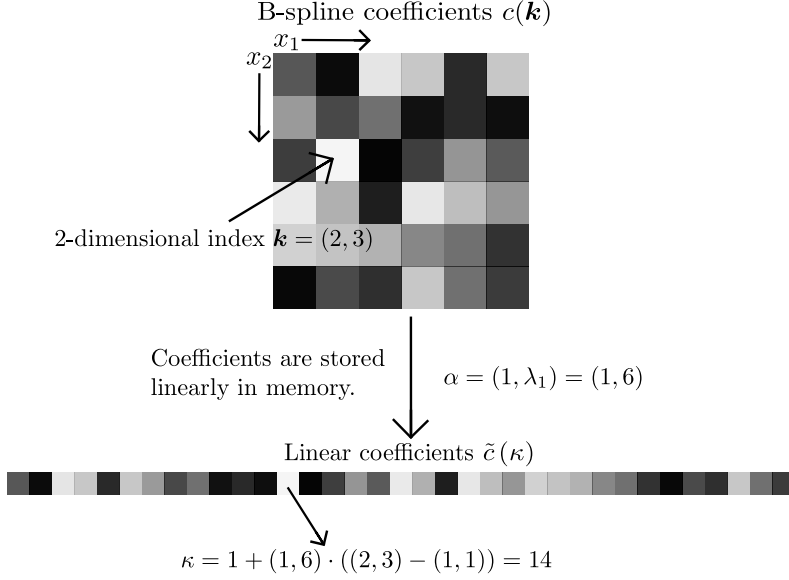 B-spline coefficients c(k)
x₁
x₂
2-dimensional index k = (2, 3)
Coefficients are stored
linearly in memory.
α = (1, λ₁) = (1, 6)
Linear coefficients c̃ (κ)
κ = 1 + (1, 6) · ((2, 3) − (1, 1)) = 14